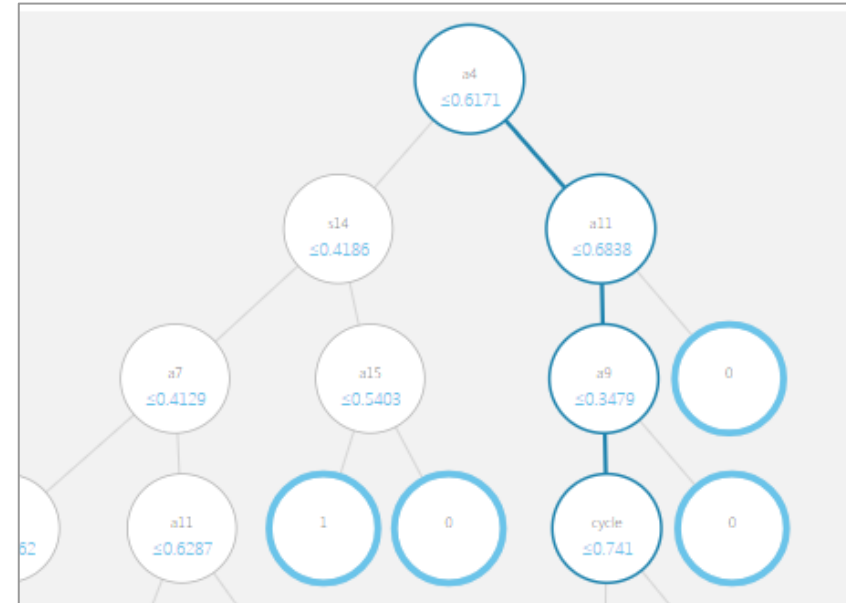 a4
≤0.6171
s14
≤0.4186
a11
≤0.6838
a7
≤0.4129
a15
≤0.5403
a9
≤0.3479
0
62
a11
≤0.6287
1
0
cycle
≤0.741
0